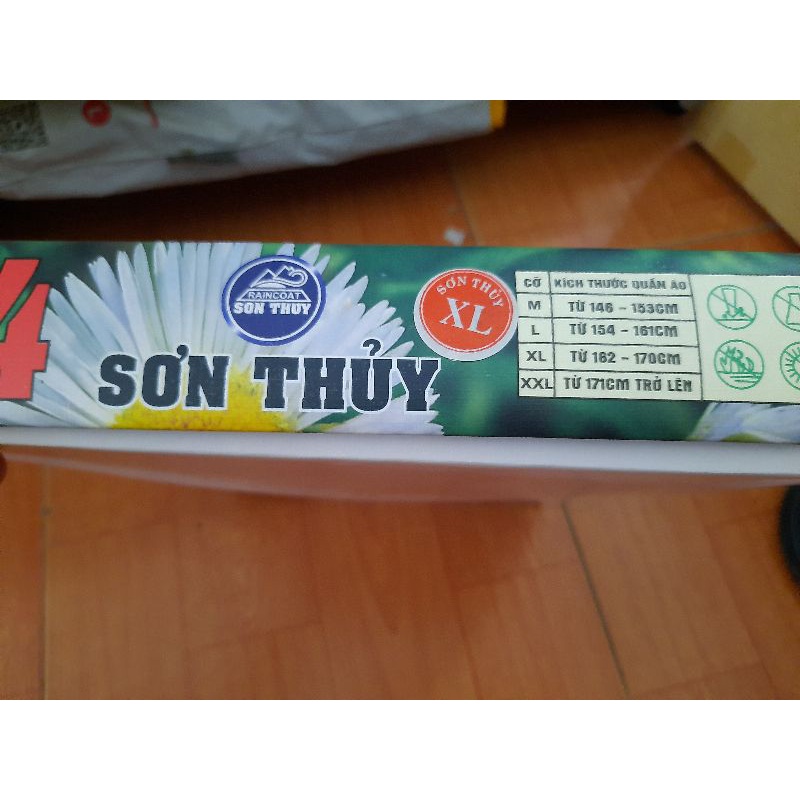 4
RAINCOAT
SƠN THỦY
SƠN THỦY
SƠN THỦY
XL
CỠ KÍCH THƯỚC QUẦN ÁO
M TỪ 146 - 153CM
L TỪ 154 - 161CM
XL TỪ 162 - 170CM
XXL TỪ 171CM TRỞ LÊN